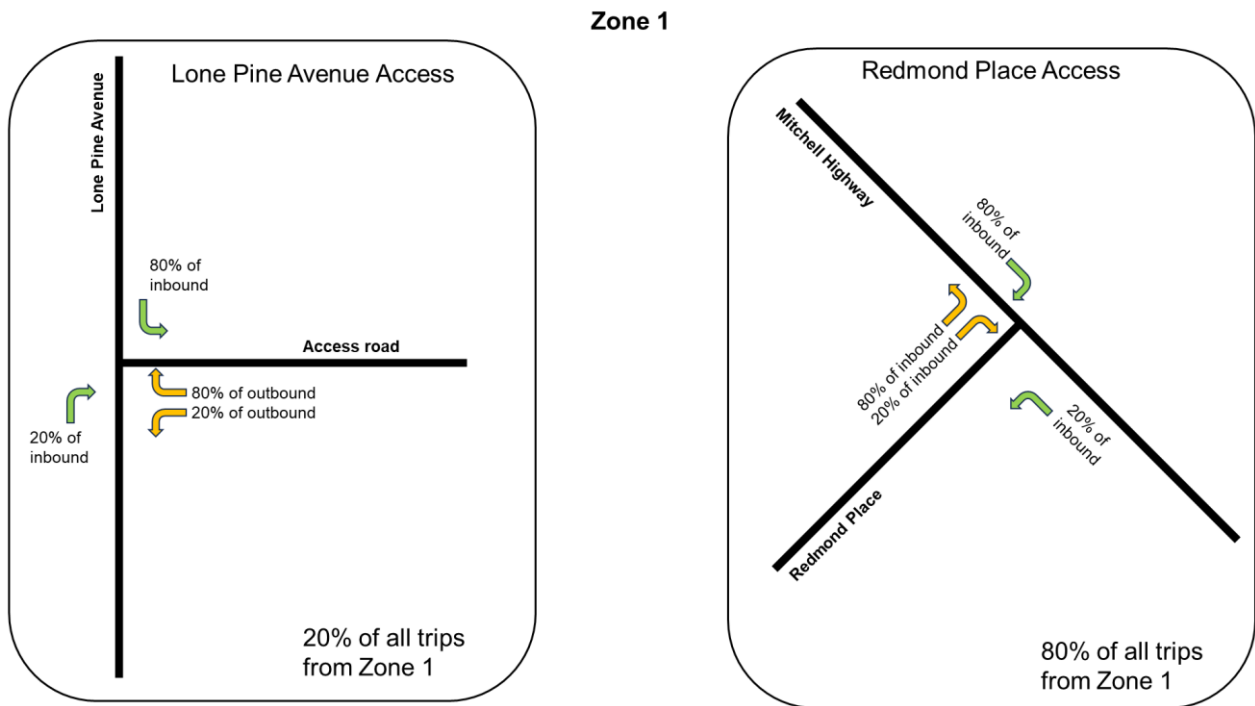 Zone 1
Lone Pine Avenue Access
Lone Pine Avenue
80% of
inbound
Access road
80% of outbound
20% of outbound
20% of
inbound
20% of all trips
from Zone 1
Redmond Place Access
Mitchell Highway
80% of
inbound
80% of inbound
20% of inbound
20% of
inbound
Redmond Place
80% of all trips
from Zone 1